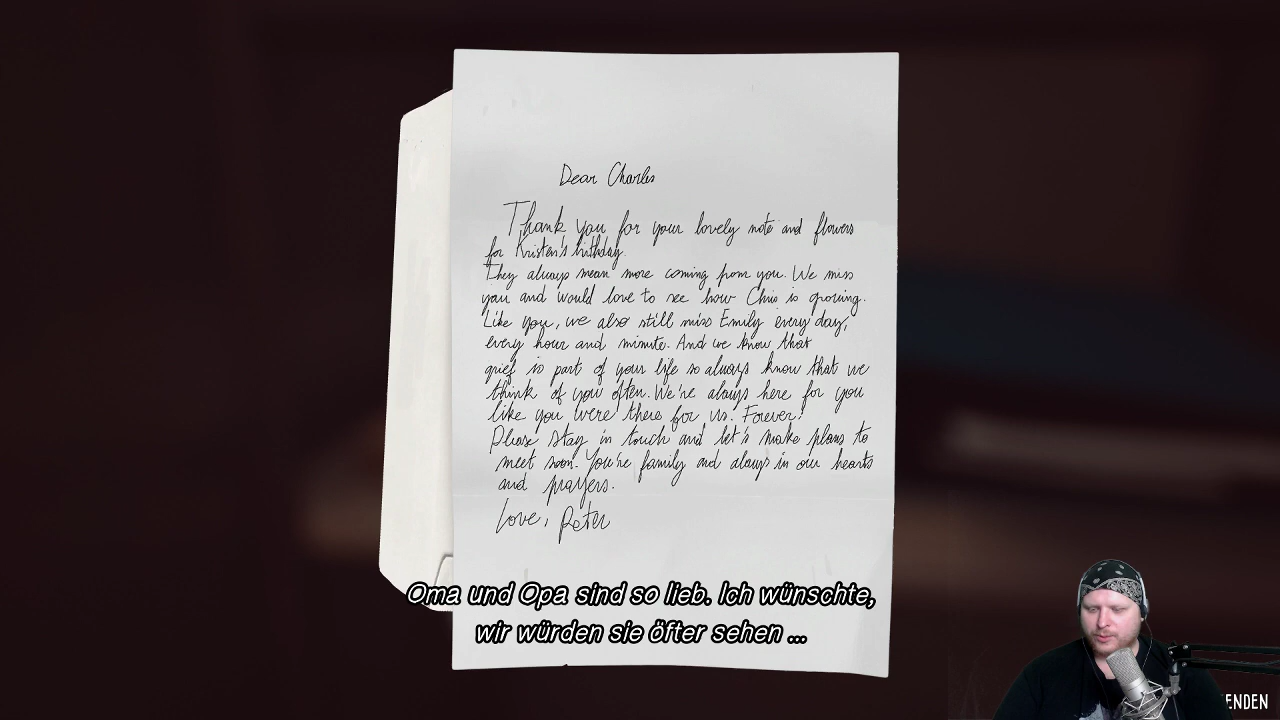 Dear Charles
Thank you for your lovely note and flowers
for Kristen's birthday.
They always mean more coming from you. We miss
you and would love to see how Chris is growing.
Like you, we also still miss Emily every day,
every hour and minute. And we know that
grief is part of your life so always know that we
think of you often. We're always here for you
like you were there for us. Forever!
Please stay in touch and let's make plans to
meet soon. You're family and always in our hearts
and prayers.
Love, Peter
Oma und Opa sind so lieb. Ich wünschte,
wir würden sie öfter sehen ...
ENDEN